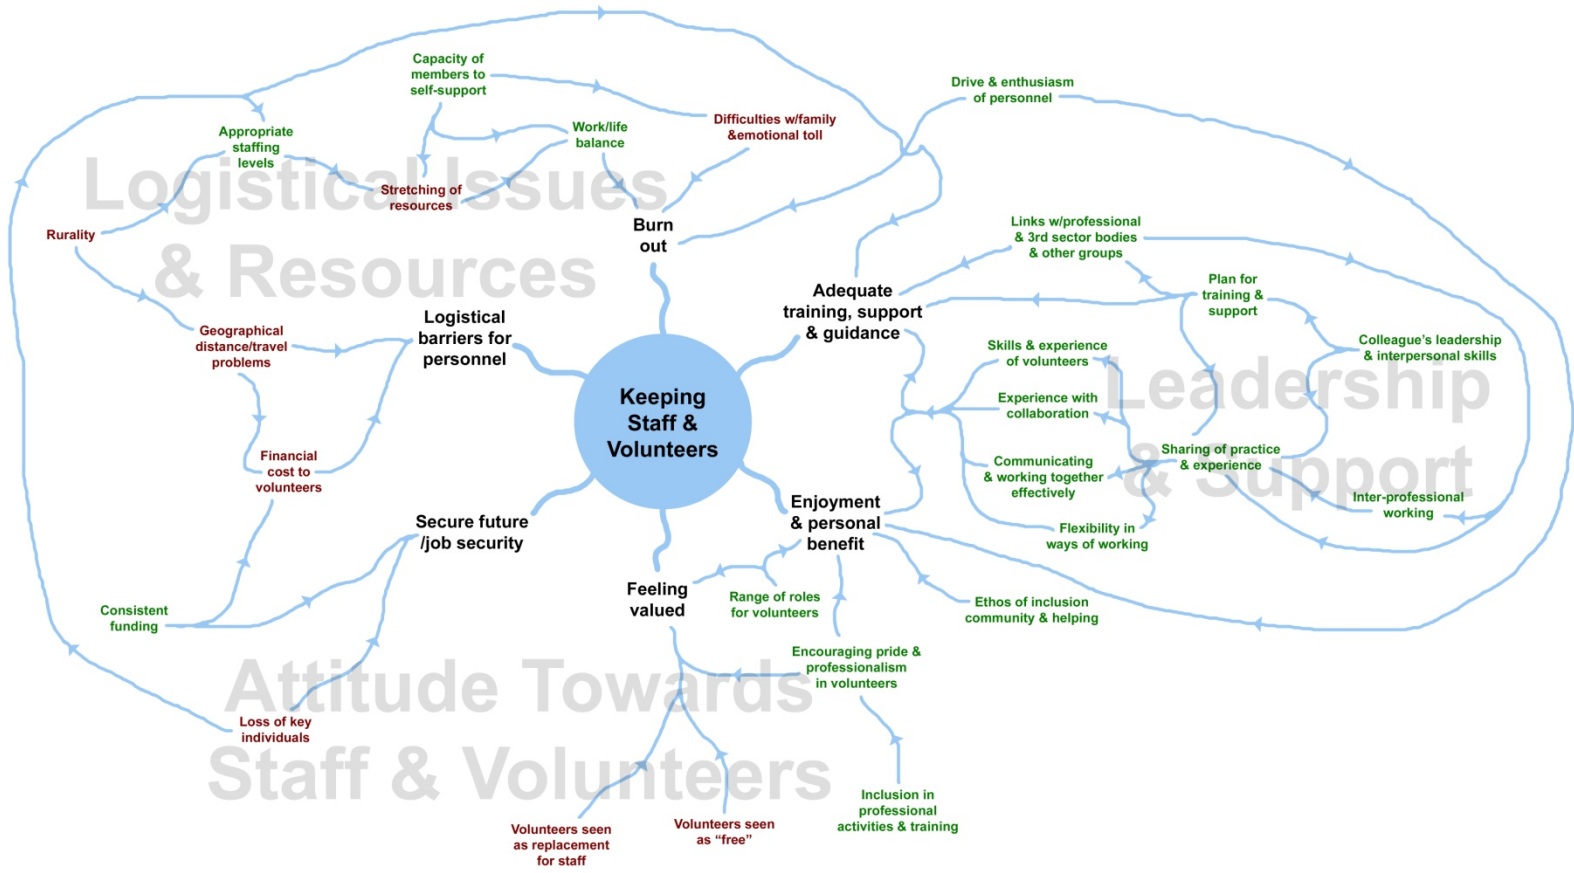 Logistical Issues
& Resources
Capacity of
members to
self-support
Drive & enthusiasm
of personnel
Appropriate
staffing
levels
Work/life
balance
Difficulties w/family
&emotional toll
Stretching of
resources
Rurality
Burn
out
Links w/professional
& 3rd sector bodies
& other groups
Adequate
training, support
& guidance
Plan for
training &
support
Geographical
distance/travel
problems
Logistical
barriers for
personnel
Colleague's leadership
& interpersonal skills
Skills & experience
of volunteers
Leadership
& Support
Experience with
collaboration
Keeping
Staff &
Volunteers
Financial
cost to
volunteers
Communicating
& working together
effectively
Sharing of practice
& experience
Inter-professional
working
Secure future
/job security
Enjoyment
& personal
benefit
Flexibility in
ways of working
Feeling
valued
Range of roles
for volunteers
Ethos of inclusion
community & helping
Consistent
funding
Encouraging pride &
professionalism
in volunteers
Attitude Towards
Staff & Volunteers
Loss of key
individuals
Volunteers seen
as replacement
for staff
Volunteers seen
as “free”
Inclusion in
professional
activities & training